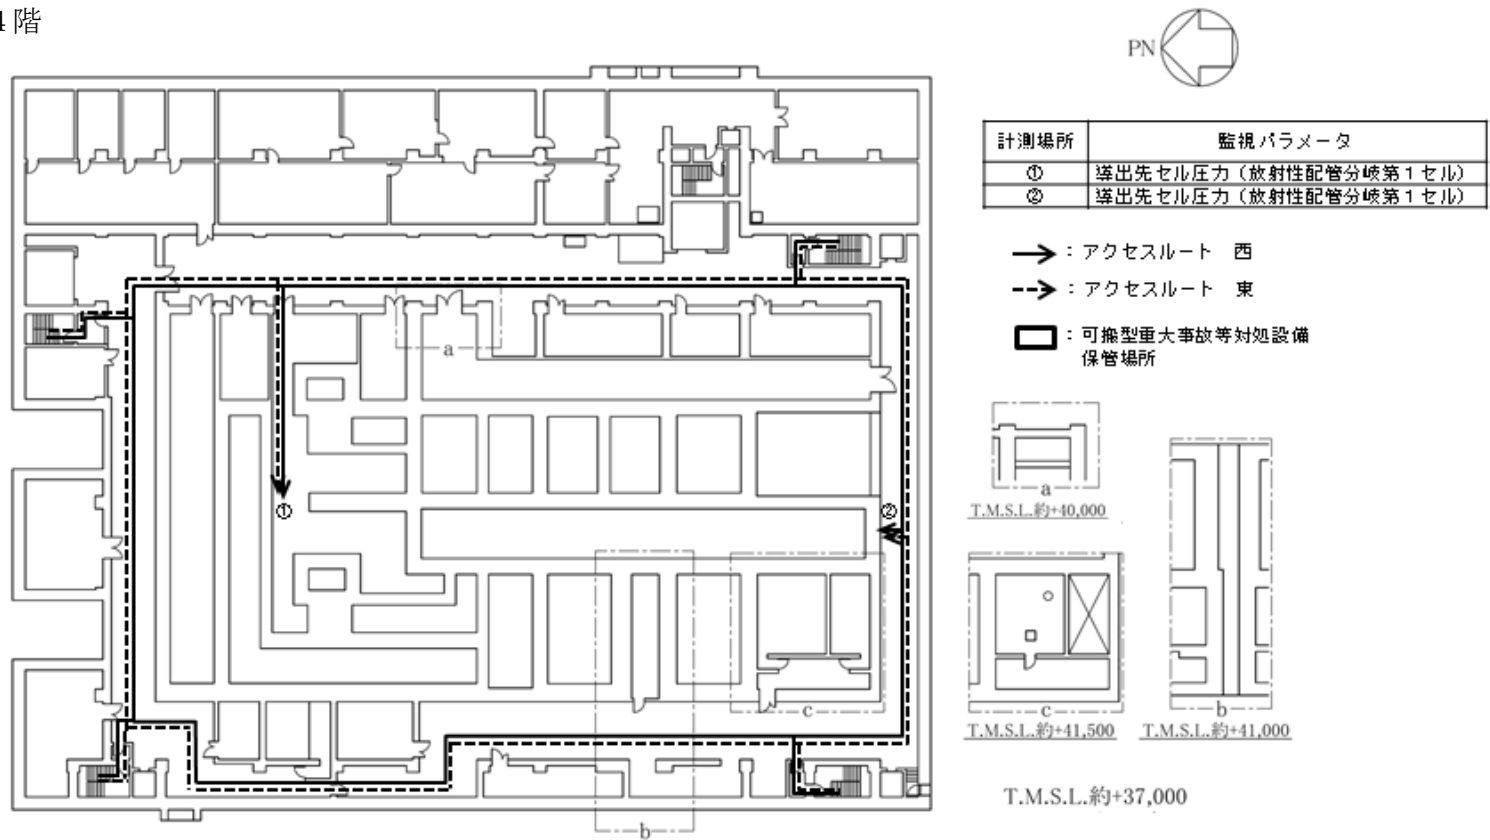 階
PN
計測場所 監視パラメータ
① 導出先セル圧力（放射性配管分岐第１セル）
② 導出先セル圧力（放射性配管分岐第１セル）
：アクセスルート 西
：アクセスルート 東
：可搬型重大事故等対処設備
保管場所
a
①
②
c
b
a
T.M.S.L.約+40,000
c
T.M.S.L.約+41,500
b
T.M.S.L.約+41,000
T.M.S.L.約+37,000